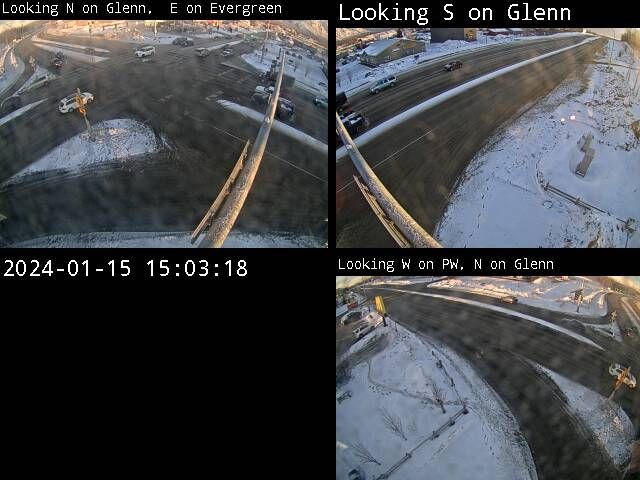 Looking N on Glenn,  E on Evergreen
Looking S on Glenn
2024-01-15 15:03:18
Looking W on PW, N on Glenn